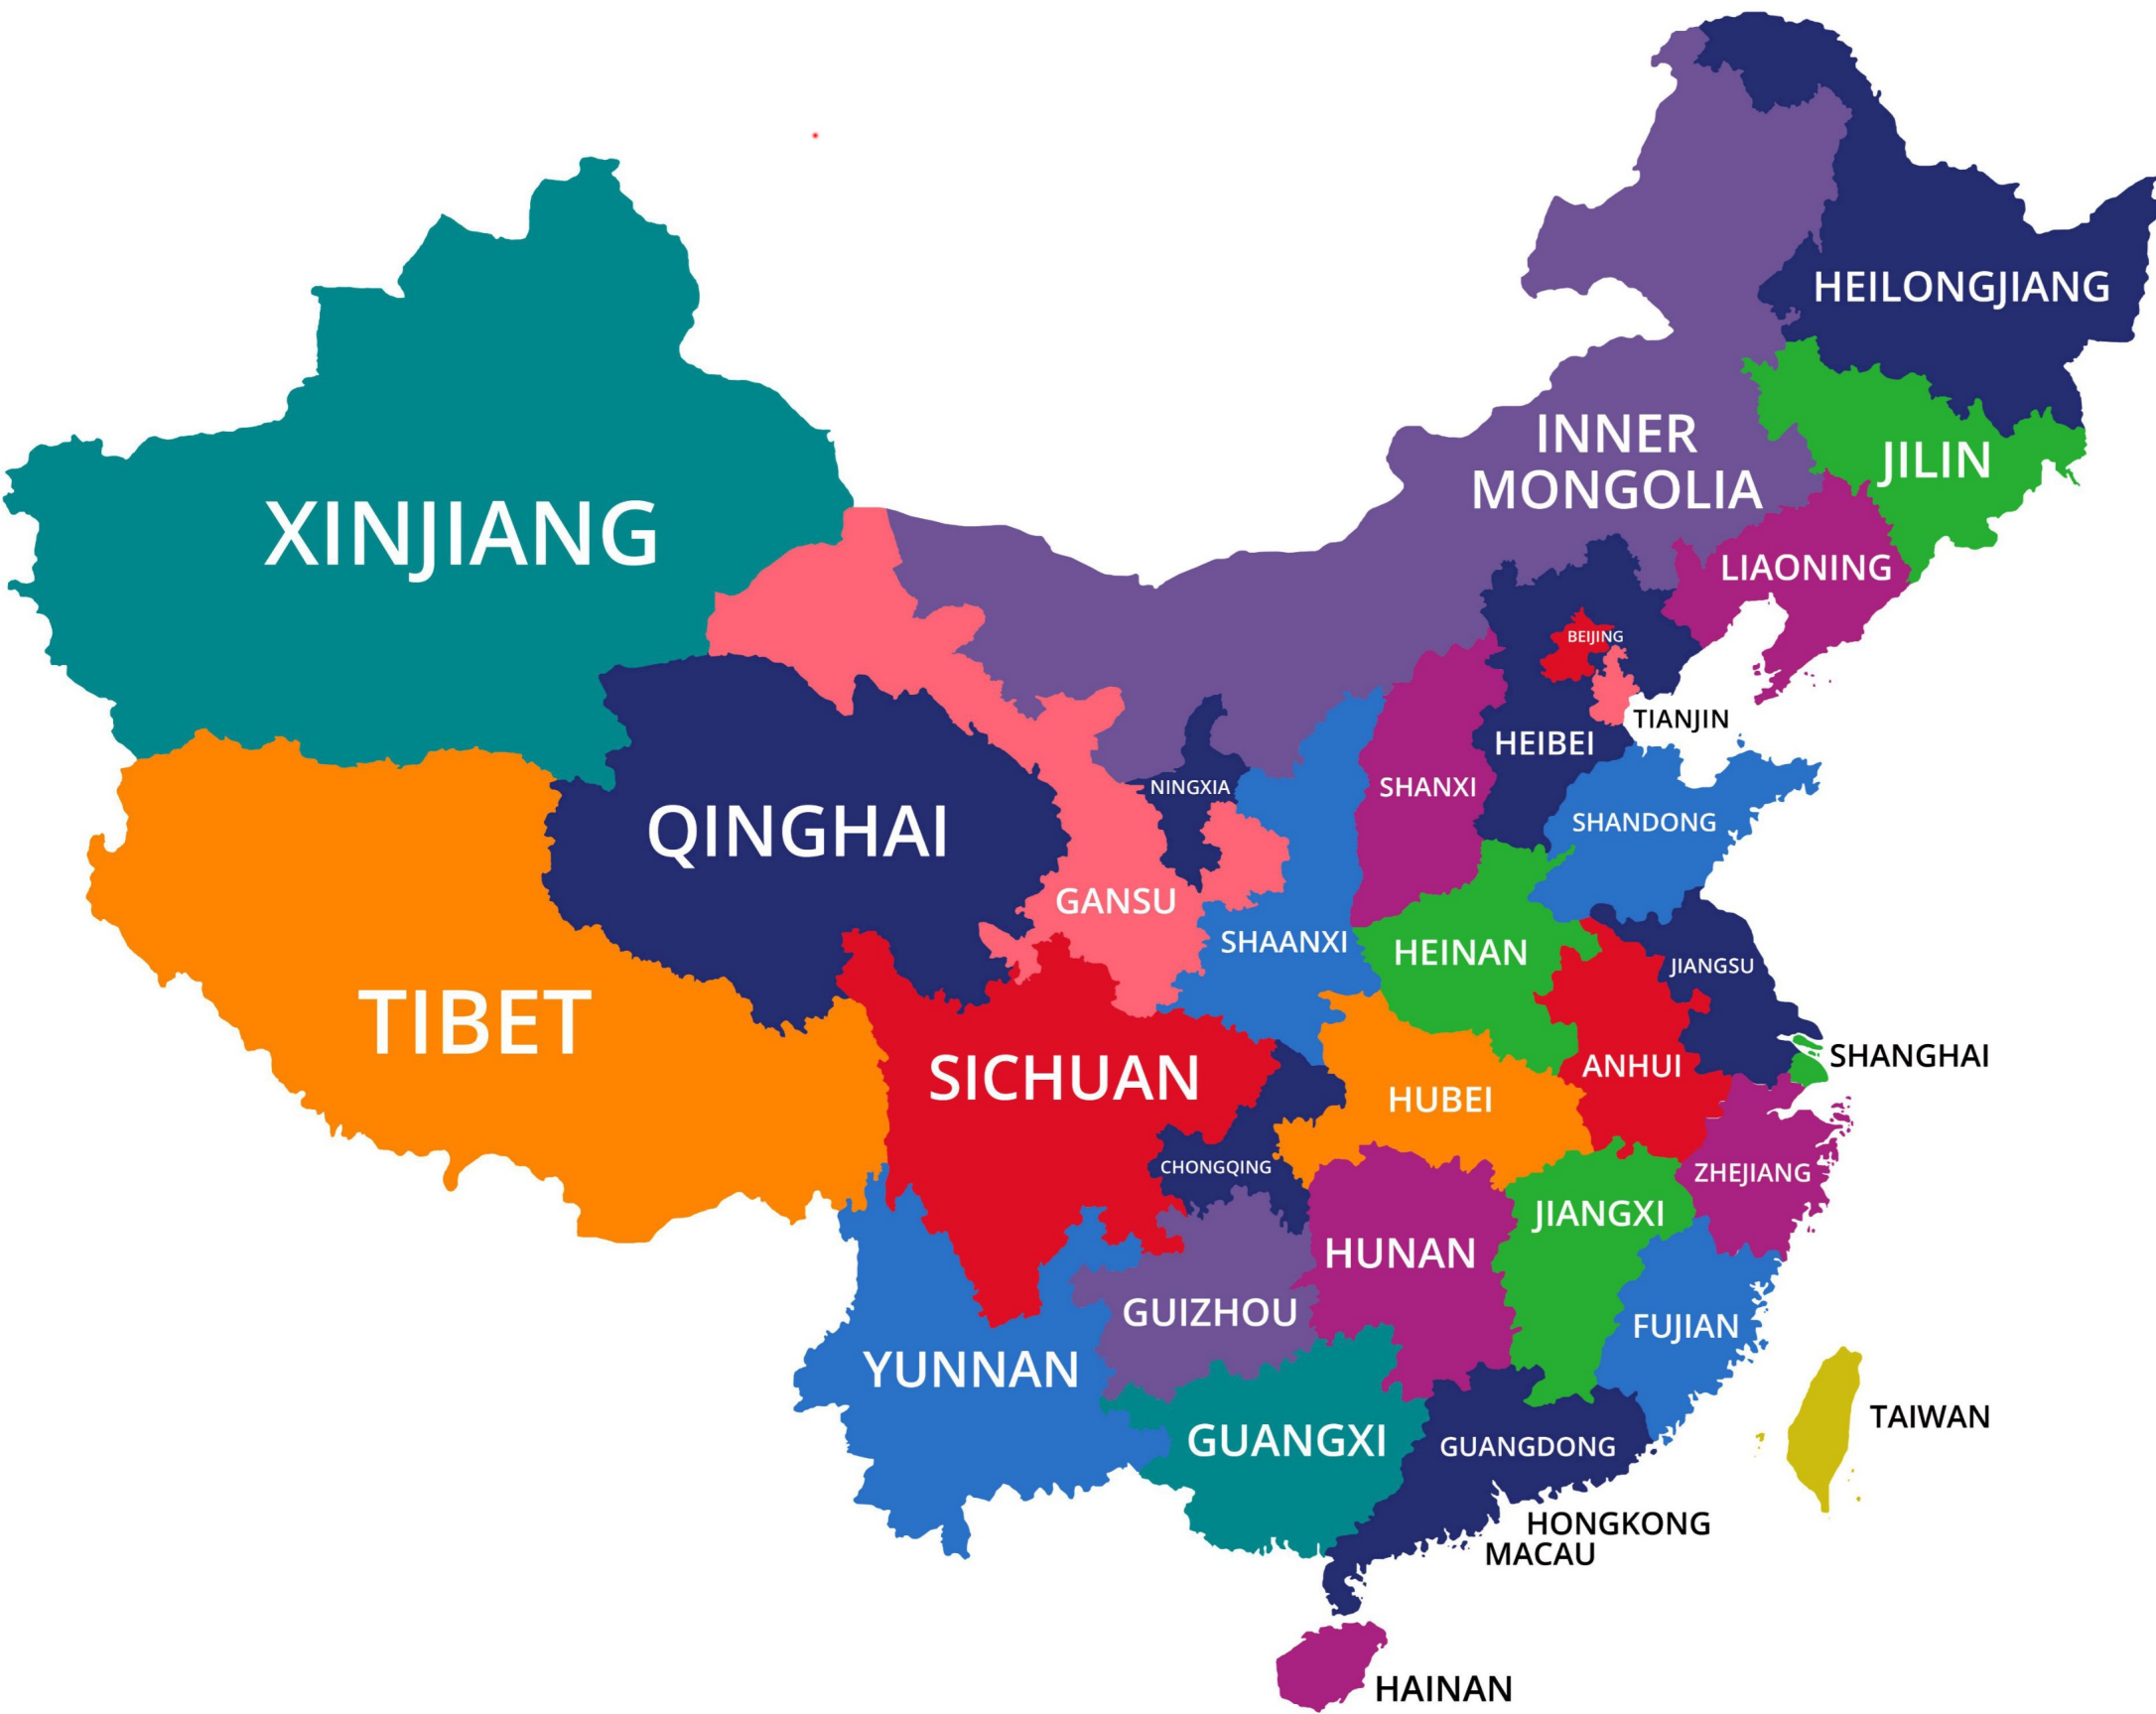 HEILONGJIANG
INNER
MONGOLIA
JILIN
XINJIANG
LIAONING
BEIJING
TIANJIN
HEIBEI
NINGXIA
SHANXI
QINGHAI
SHANDONG
GANSU
SHAANXI
HEINAN
JIANGSU
TIBET
SHANGHAI
SICHUAN
ANHUI
HUBEI
CHONGQING
ZHEJIANG
JIANGXI
HUNAN
GUIZHOU
FUJIAN
YUNNAN
TAIWAN
GUANGXI
GUANGDONG
HONGKONG
MACAU
HAINAN